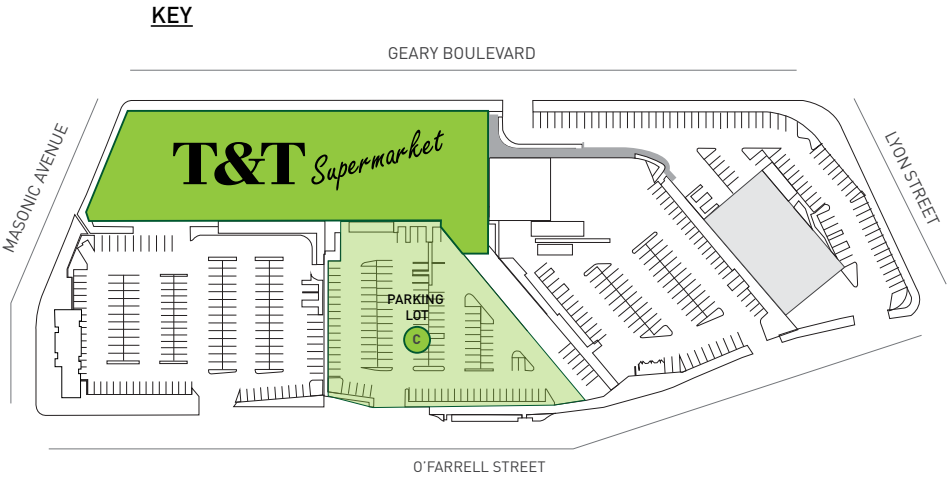 KEY
GEARY BOULEVARD
MASONIC AVENUE
T&T Supermarket
LYON STREET
PARKING
LOT
C
O'FARRELL STREET